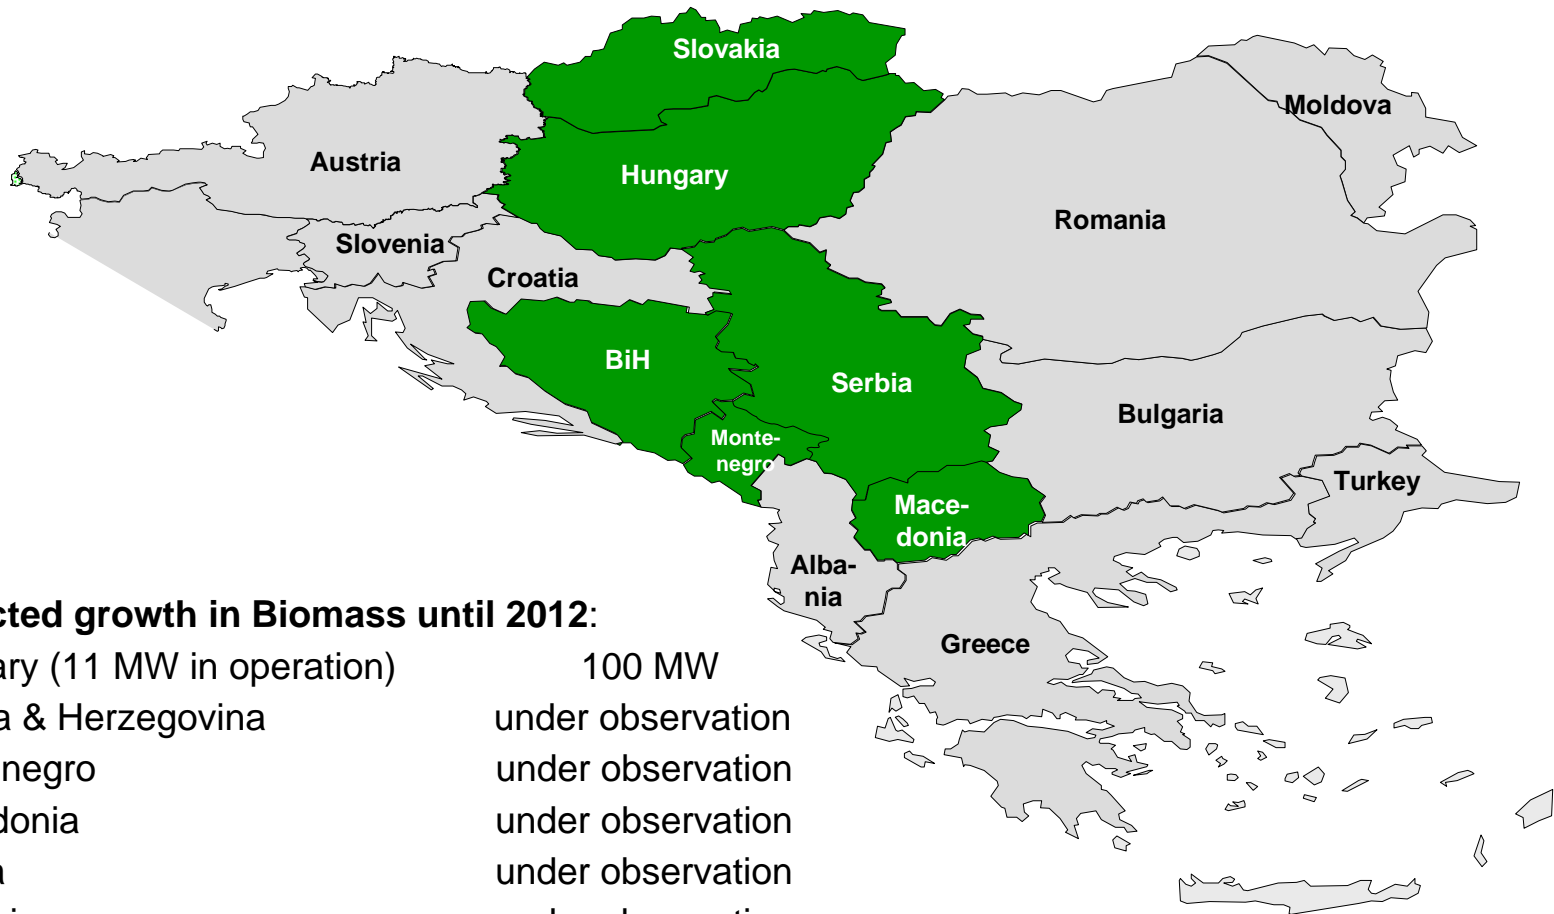 Slovakia
Moldova
Austria
Hungary
Romania
Slovenia
Croatia
BiH
Serbia
Bulgaria
Monte-
negro
Turkey
Mace-
donia
Alba-
nia
Greece
cted growth in Biomass until 2012:
ary (11 MW in operation) 100 MW
a & Herzegovina under observation
negro under observation
donia under observation
a under observation